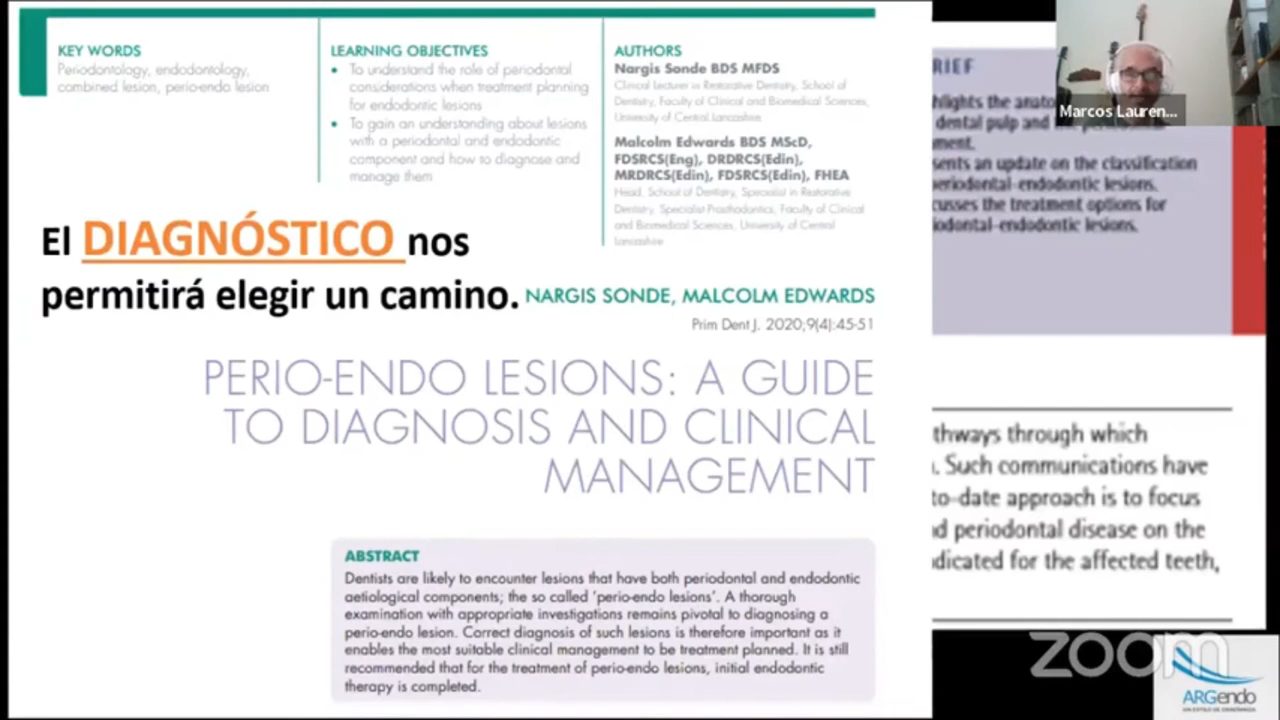 KEY WORDS
Periodontology, endodontology,
combined lesion, perio-endo lesion
LEARNING OBJECTIVES
• To understand the role of periodontal
considerations when treatment planning
for endodontic lesions
• To gain an understanding about lesions
with a periodontal and endodontic
component and how to diagnose and
manage them
AUTHORS
Nargis Sonde BDS MFDS
Clinical Lecturer in Restorative Dentistry, School of
Dentistry, Faculty of Clinical and Biomedical Sciences,
University of Central Lancashire
Malcolm Edwards BDS MScD,
FDSRCS(Eng), DRDRCS(Edin),
MRDRCS(Edin), FDSRCS(Edin), FHEA
Head, School of Dentistry, Specialist in Restorative
Dentistry, Specialist Prosthodontics, Faculty of Clinical
and Biomedical Sciences, University of Central
Lancashire
El DIAGNÓSTICO nos
permitirá elegir un camino.
NARGIS SONDE, MALCOLM EDWARDS
Prim Dent J. 2020;9(4):45-51
PERIO-ENDO LESIONS: A GUIDE
TO DIAGNOSIS AND CLINICAL
MANAGEMENT
ABSTRACT
Dentists are likely to encounter lesions that have both periodontal and endodontic
aetiological components; the so called 'perio-endo lesions'. A thorough
examination with appropriate investigations remains pivotal to diagnosing a
perio-endo lesion. Correct diagnosis of such lesions is therefore important as it
enables the most suitable clinical management to be treatment planned. It is still
recommended that for the treatment of perio-endo lesions, initial endodontic
therapy is completed.
RIEF
hlights the anato
dental pulp and
ment.
sents an update on the classification
periodontal-endodontic lesions.
cusses the treatment options for
iodontal-endodontic lesions.
Marcos Lauren...
thways through which
. Such communications have
to-date approach is to focus
d periodontal disease on the
dicated for the affected teeth,
zoom
ARGendo
UN ESTILO DE ENSEÑANZA